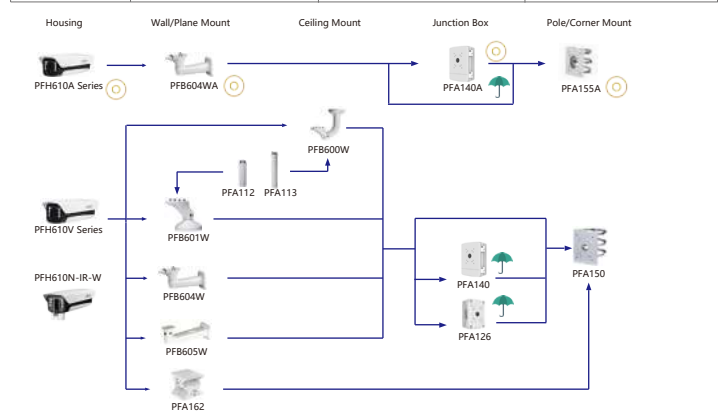 Housing
Wall/Plane Mount
Ceiling Mount
Junction Box
Pole/Corner Mount
PFH610A Series
PFB604WA
PFA140A
PFA155A
PFB600W
PFA112
PFA113
PFH610V Series
PFB601W
PFA150
PFH610N-IR-W
PFB604W
PFA140
PFB605W
PFA126
PFA162